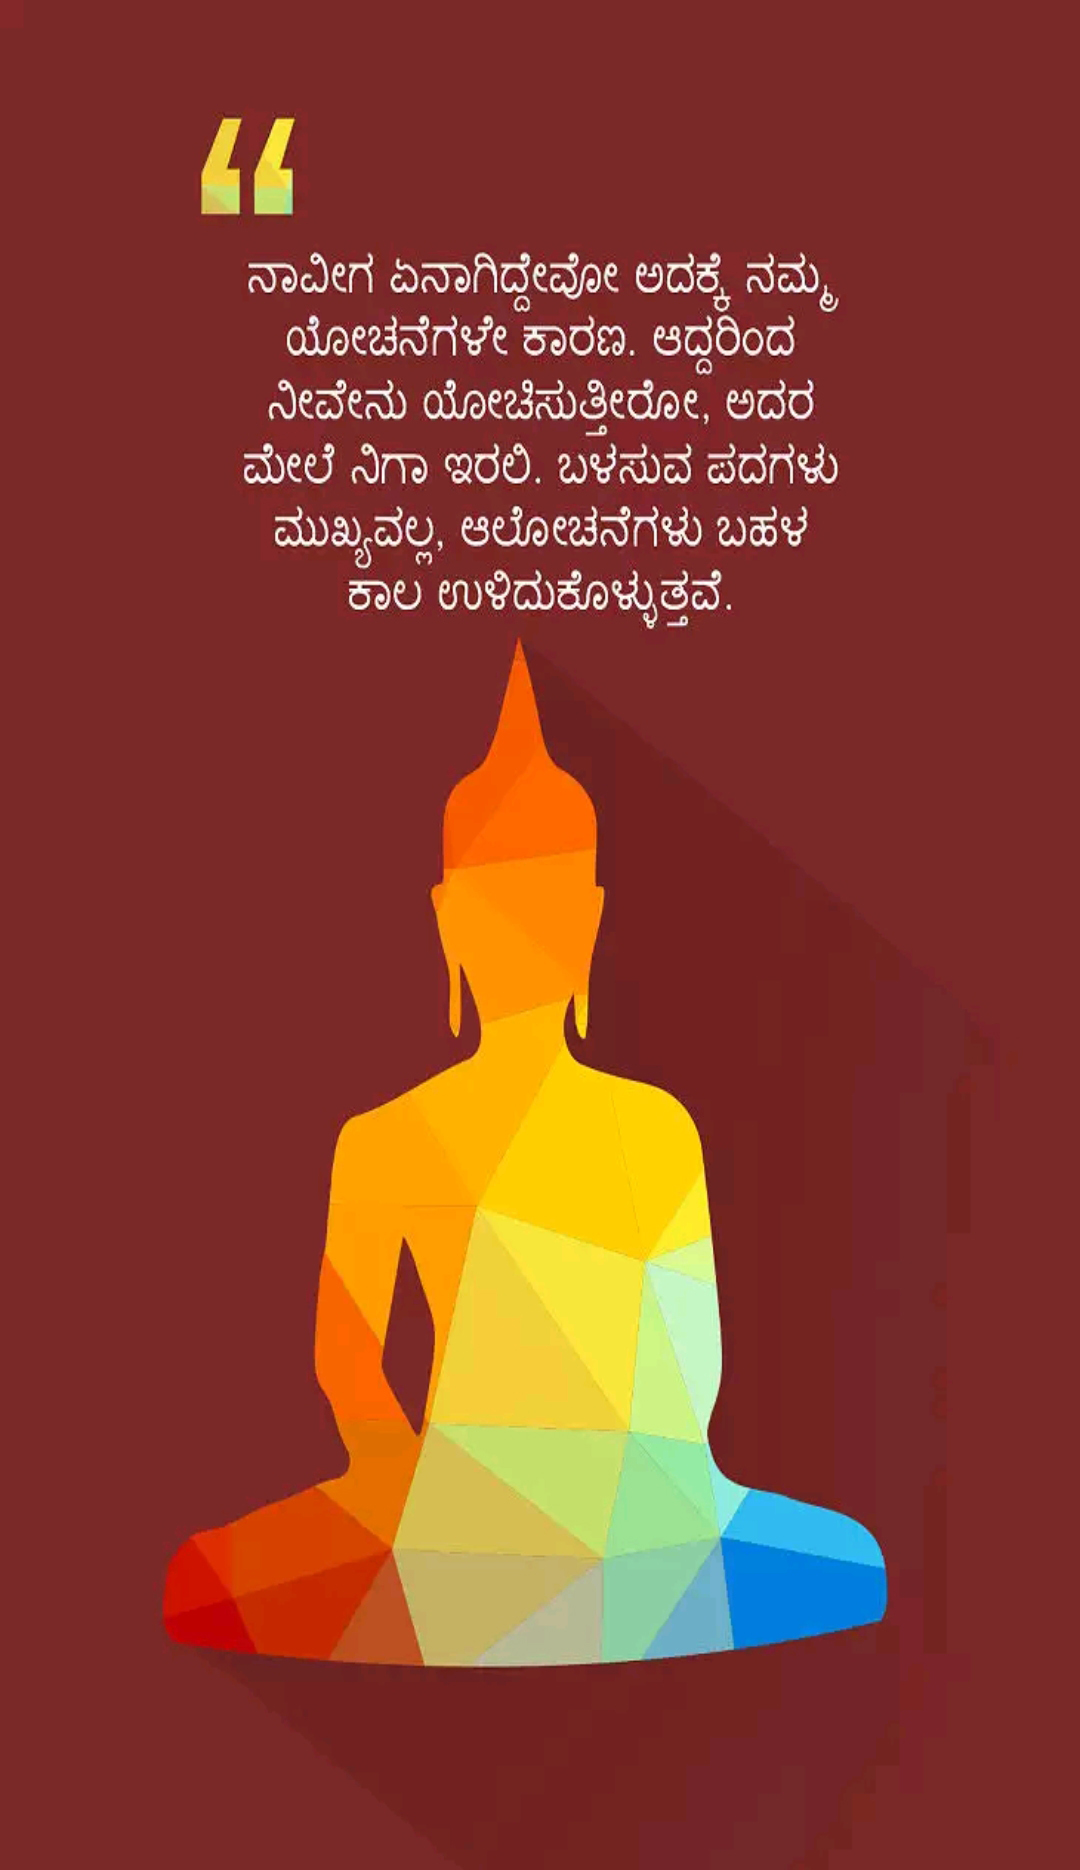 “
ನಾವೀಗ ಏನಾಗಿದ್ದೇವೋ ಅದಕ್ಕೆ ನಮ್ಮ
ಯೋಚನೆಗಳೇ ಕಾರಣ. ಆದ್ದರಿಂದ
ನೀವೇನು ಯೋಚಿಸುತ್ತೀರೋ, ಅದರ
ಮೇಲೆ ನಿಗಾ ಇರಲಿ. ಬಳಸುವ ಪದಗಳು
ಮುಖ್ಯವಲ್ಲ, ಆಲೋಚನೆಗಳು ಬಹಳ
ಕಾಲ ಉಳಿದುಕೊಳ್ಳುತ್ತವೆ.